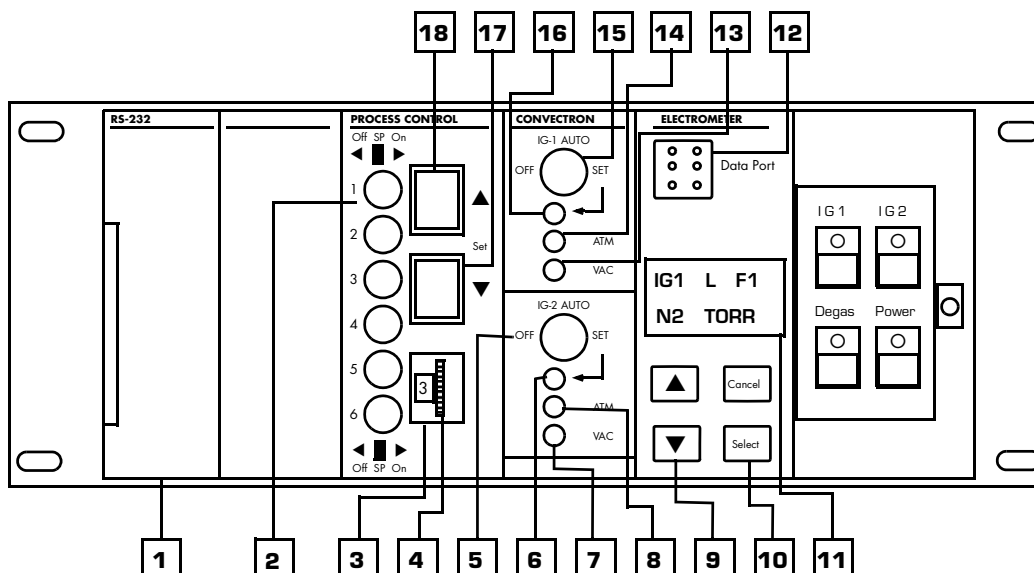 18 17 16 15 14 13 12
RS-232
PROCESS CONTROL
CONVECTRON
ELECTROMETER
Off SP On
1
2
3
4
5
6
Set
3
Off SP On
IG-1 AUTO
OFF SET
ATM
VAC
IG-2 AUTO
OFF SET
ATM
VAC
Data Port
IG1 L F1
N2 TORR
Cancel
Select
IG1 IG2
Degas Power
1 2 3 4 5 6 7 8 9 10 11